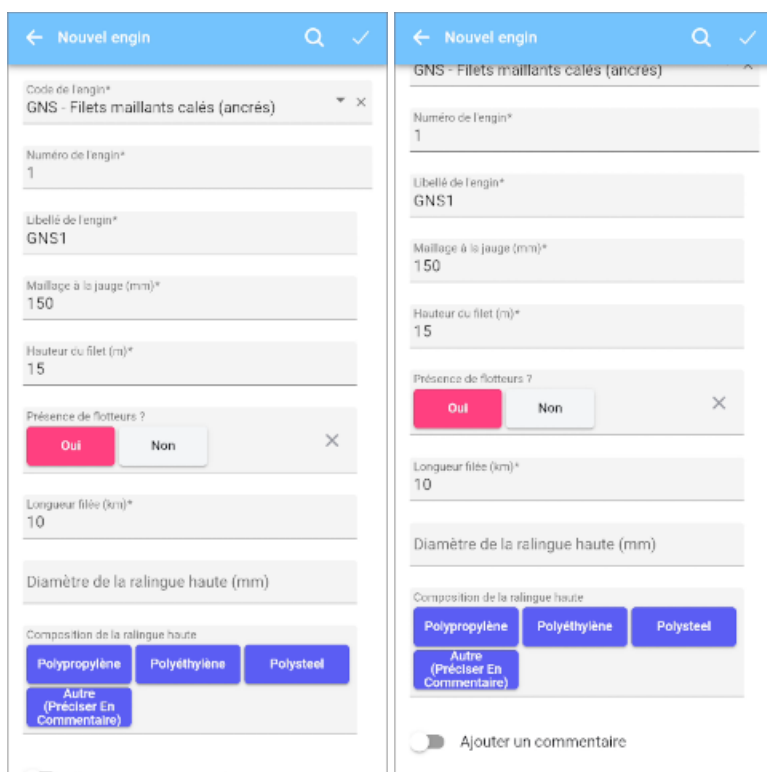 Nouvel engin
Code de l'engin*
GNS - Filets maillants calés (ancrés)
Numéro de l'engin*
1
Libellé de l'engin*
GNS1
Maillage à la jauge (mm)*
150
Hauteur du filet (m)*
15
Présence de flotteurs ?
Oui Non
Longueur filée (km)*
10
Diamètre de la ralingue haute (mm)
Composition de la ralingue haute
Polypropylène Polyéthylène Polysteel
Autre
(Préciser En
Commentaire)
Nouvel engin
GNS - Filets maillants calés (ancrés)
Numéro de l'engin*
1
Libellé de l'engin*
GNS1
Maillage à la jauge (mm)*
150
Hauteur du filet (m)*
15
Présence de flotteurs ?
Oui Non
Longueur filée (km)*
10
Diamètre de la ralingue haute (mm)
Composition de la ralingue haute
Polypropylène Polyéthylène Polysteel
Autre
(Préciser En
Commentaire)
Ajouter un commentaire